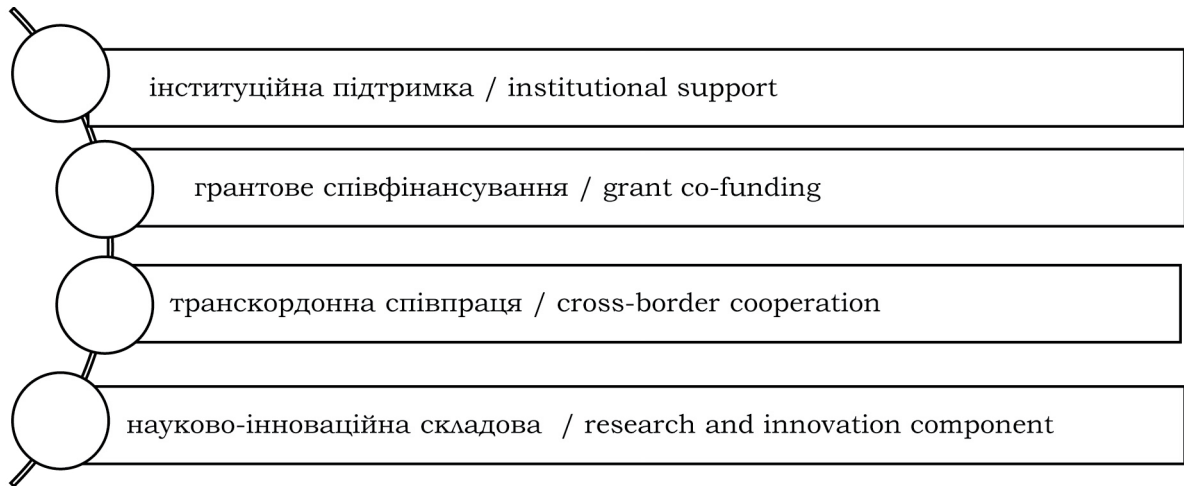 інституційна підтримка / institutional support
грантове співфінансування / grant co-funding
транскордонна співпраця / cross-border cooperation
науково-інноваційна складова / research and innovation component